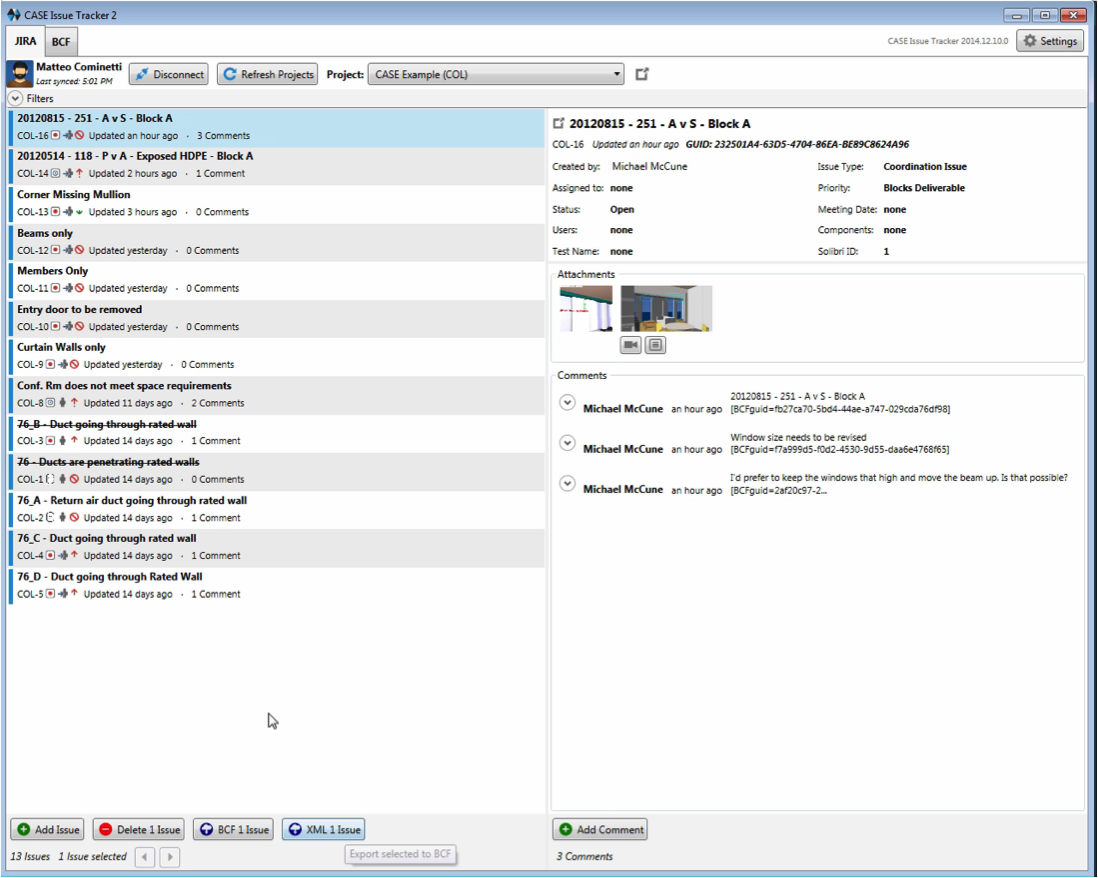 CASE Issue Tracker 2
JIRA
BCF
CASE Issue Tracker 2014.12.10.0
Settings
Matteo Cominetti
Last synced: 5:01 PM
Disconnect
Refresh Projects
Project:
CASE Example (COL)
Filters
20120815 - 251 - A v S - Block A
COL-16 Updated an hour ago · 3 Comments
20120514 - 118 - P v A - Exposed HDPE - Block A
COL-14 Updated 2 hours ago · 1 Comment
Corner Missing Mullion
COL-13 Updated 3 hours ago · 0 Comments
Beams only
COL-12 Updated yesterday · 0 Comments
Members Only
COL-11 Updated yesterday · 0 Comments
Entry door to be removed
COL-10 Updated yesterday · 0 Comments
Curtain Walls only
COL-9 Updated yesterday · 0 Comments
Conf. Rm does not meet space requirements
COL-8 Updated 11 days ago · 2 Comments
76_B - Duct going through rated wall
COL-3 Updated 14 days ago · 1 Comment
76 - Ducts are penetrating rated walls
COL-1 Updated 14 days ago · 0 Comments
76_A - Return air duct going through rated wall
COL-2 Updated 14 days ago · 1 Comment
76_C - Duct going through rated wall
COL-4 Updated 14 days ago · 1 Comment
76_D - Duct going through Rated Wall
COL-5 Updated 14 days ago · 1 Comment
Add Issue
Delete 1 Issue
BCF 1 Issue
XML 1 Issue
13 Issues 1 Issue selected
Export selected to BCF
20120815 - 251 - A v S - Block A
COL-16 Updated an hour ago GUID: 232501A4-63D5-4704-86EA-BE89C8624A96
Created by: Michael McCune
Issue Type: Coordination Issue
Assigned to: none
Priority: Blocks Deliverable
Status: Open
Meeting Date: none
Users: none
Components: none
Test Name: none
Solibri ID: 1
Attachments
Comments
20120815 - 251 - A v S - Block A
Michael McCune an hour ago [BCFguid=fb27ca70-5bd4-44ae-a747-029cda76df98]
Window size needs to be revised
Michael McCune an hour ago [BCFguid=f7a999d5-f0d2-4530-9d55-daa6e4768f65]
I'd prefer to keep the windows that high and move the beam up. Is that possible?
Michael McCune an hour ago [BCFguid=2af20c97-2...
Add Comment
3 Comments